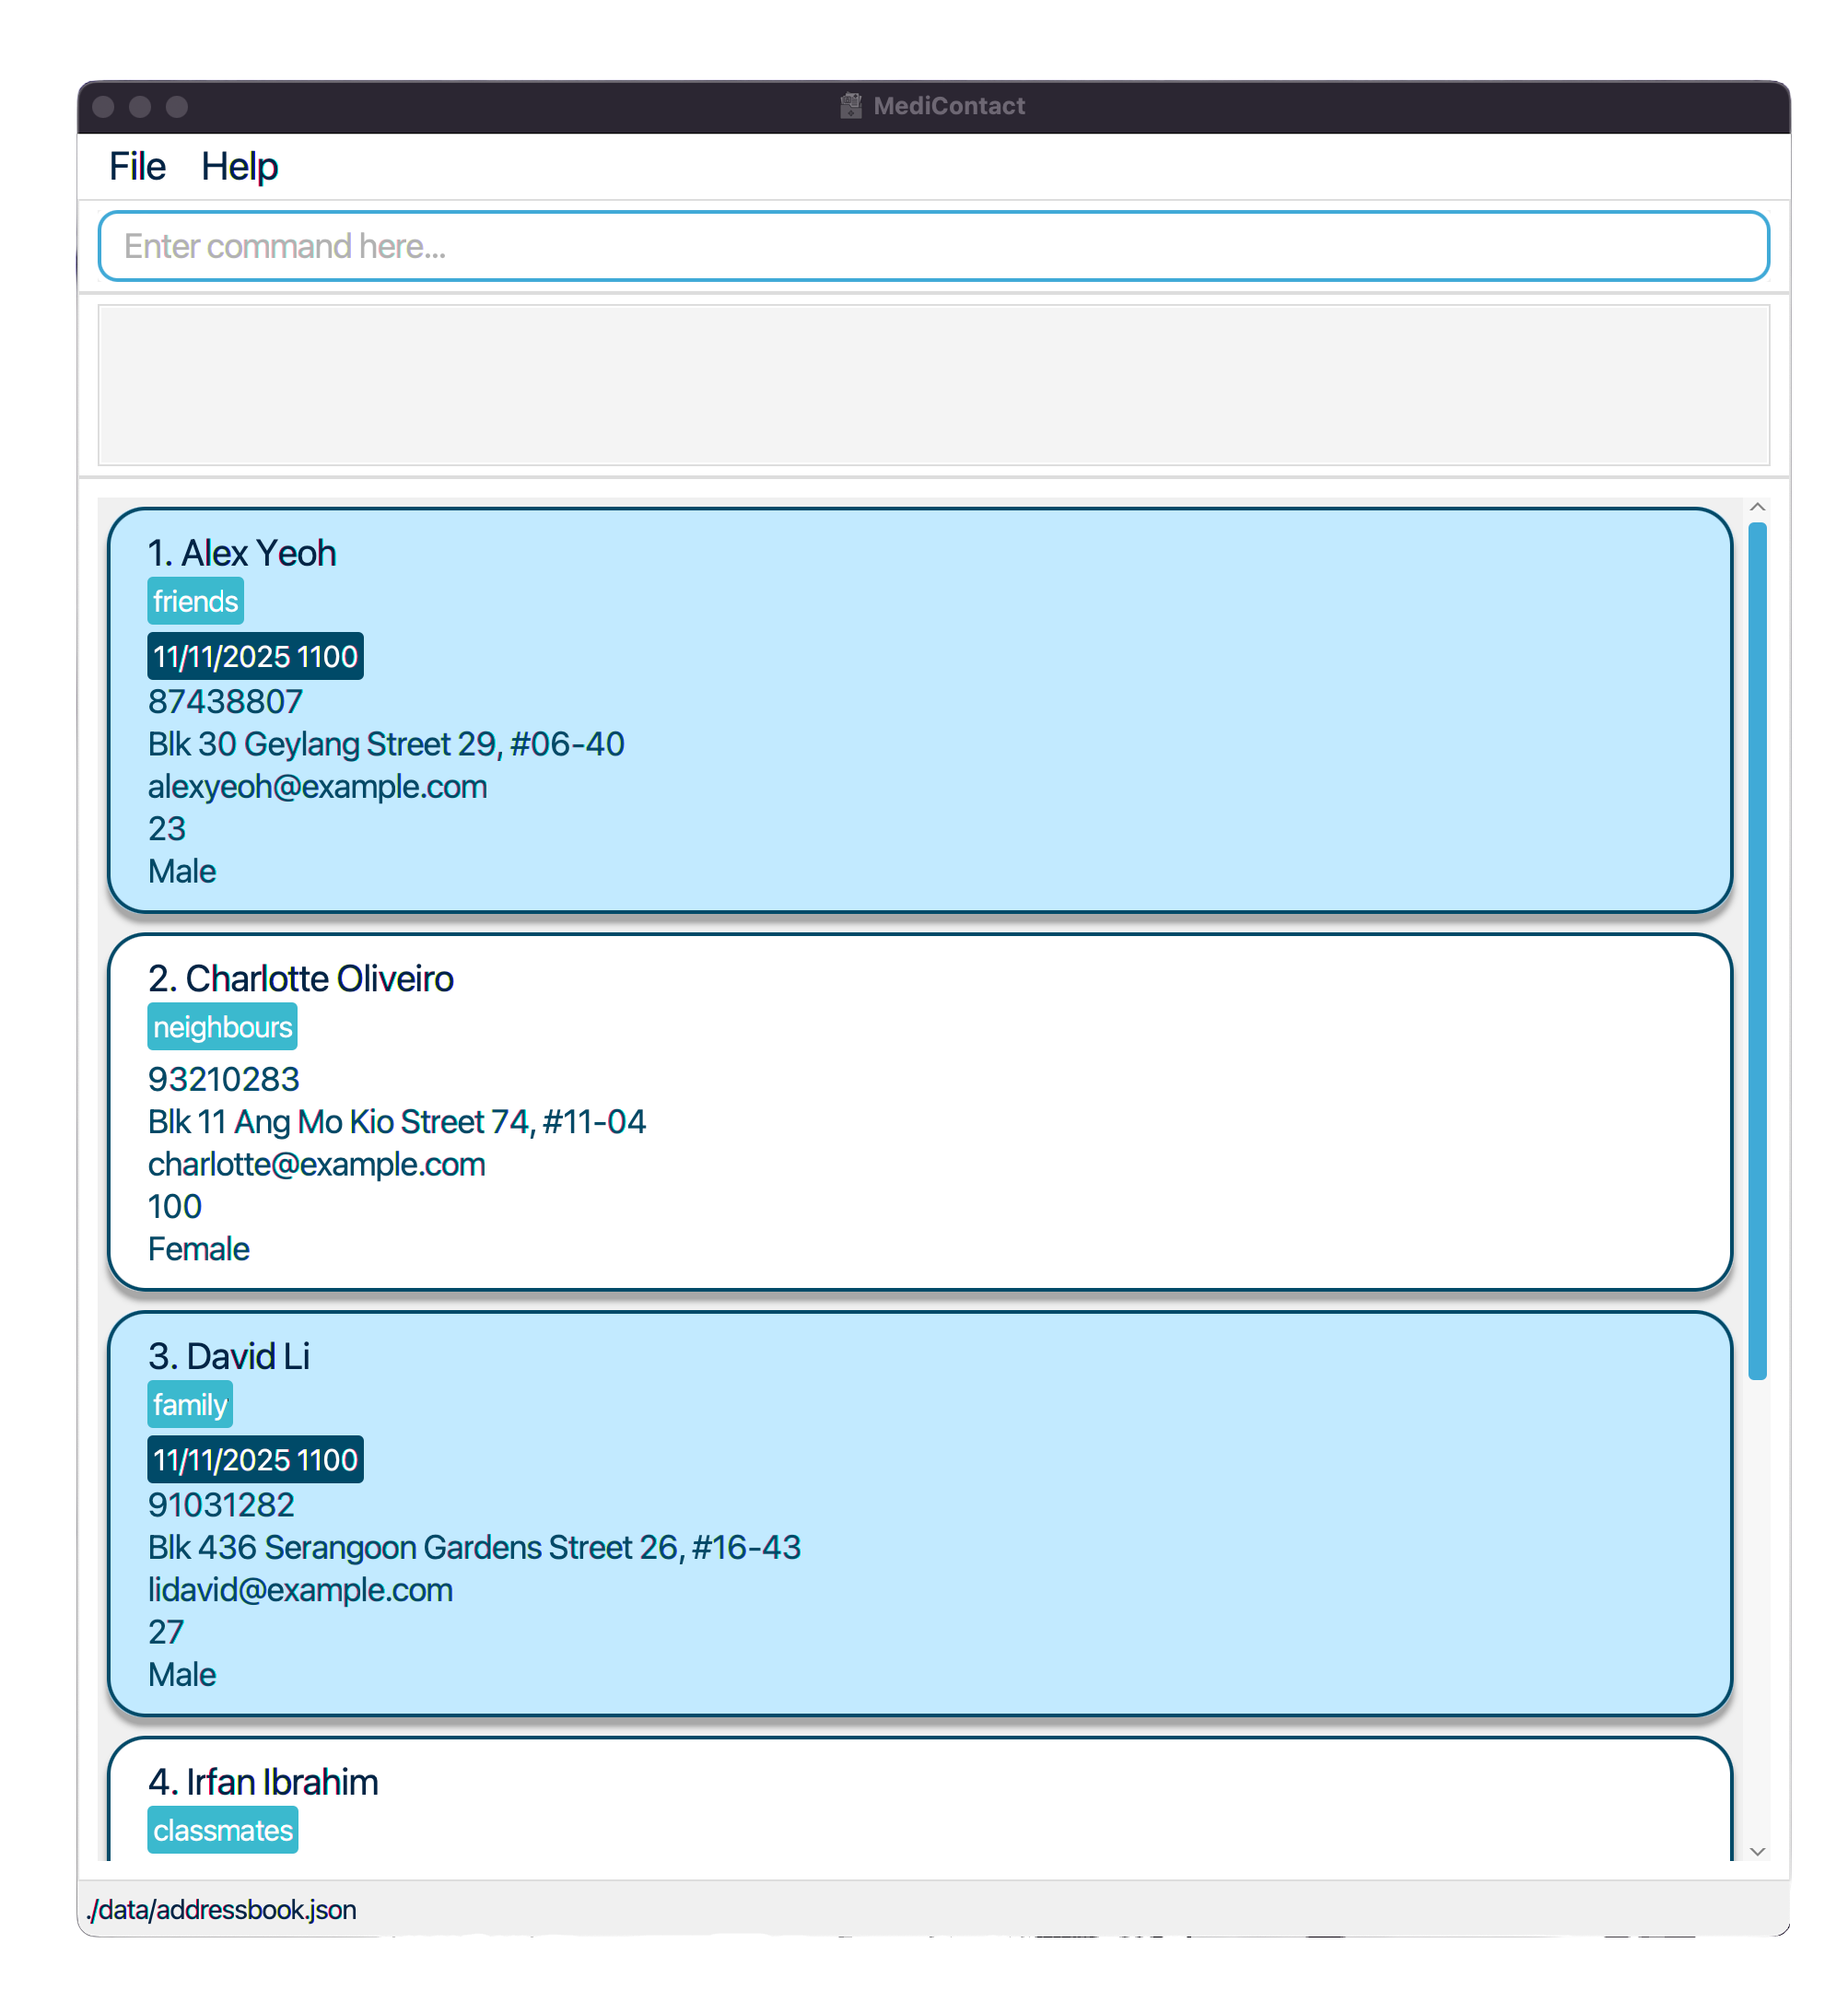 MediContact
File Help
Enter command here...
1. Alex Yeoh
friends
11/11/2025 1100
87438807
Blk 30 Geylang Street 29, #06-40
alexyeoh@example.com
23
Male
2. Charlotte Oliveiro
neighbours
93210283
Blk 11 Ang Mo Kio Street 74, #11-04
charlotte@example.com
100
Female
3. David Li
family
11/11/2025 1100
91031282
Blk 436 Serangoon Gardens Street 26, #16-43
lidavid@example.com
27
Male
4. Irfan Ibrahim
classmates
./data/addressbook.json